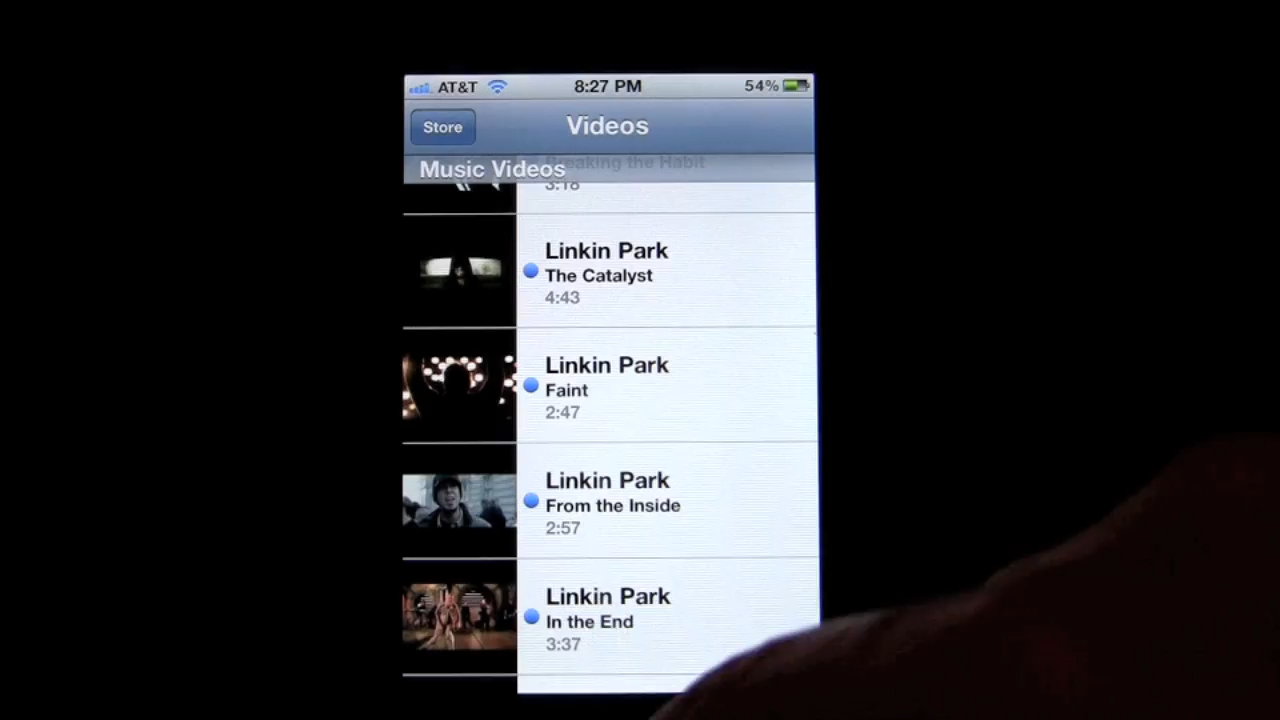 AT&T 8:27 PM 54%
Store Videos
Music Videos
Breaking the Habit
3:18
Linkin Park
The Catalyst
4:43
Linkin Park
Faint
2:47
Linkin Park
From the Inside
2:57
Linkin Park
In the End
3:37